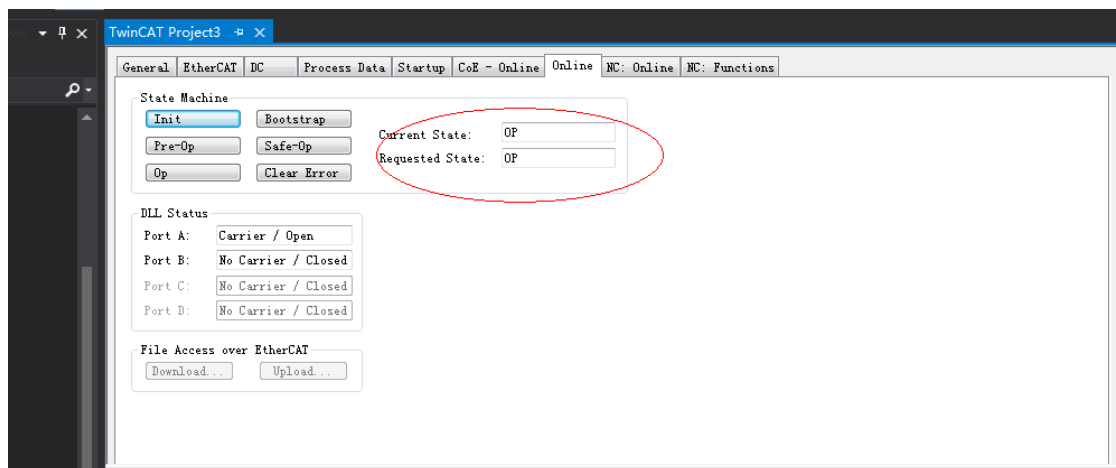 TwinCAT Project3
General EtherCAT DC Process Data Startup CoE - Online Online NC: Online NC: Functions
State Machine
Init Bootstrap
Pre-Op Safe-Op
Op Clear Error
Current State: OP
Requested State: OP
DLL Status
Port A: Carrier / Open
Port B: No Carrier / Closed
Port C: No Carrier / Closed
Port D: No Carrier / Closed
File Access over EtherCAT
Download... Upload...